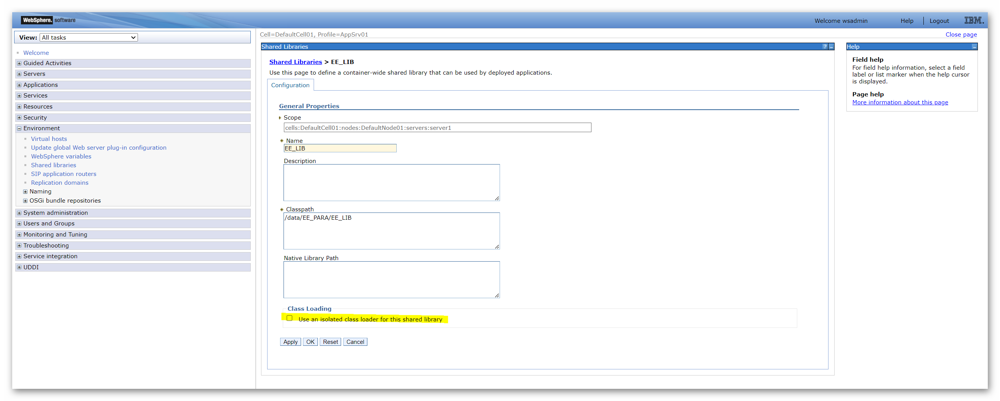 WebSphere. software
Welcome wsadmin
Help
Logout
IBM.
View: All tasks
Welcome
Guided Activities
Servers
Applications
Services
Resources
Security
Environment
Virtual hosts
Update global Web server plug-in configuration
WebSphere variables
Shared libraries
SIP application routers
Replication domains
Naming
OSGi bundle repositories
System administration
Users and Groups
Monitoring and Tuning
Troubleshooting
Service integration
UDDI
Cell=DefaultCell01, Profile=AppSrv01
Close page
Shared Libraries
?
Shared Libraries > EE_LIB
Use this page to define a container-wide shared library that can be used by deployed applications.
Configuration
General Properties
Scope
cells:DefaultCell01:nodes:DefaultNode01:servers:server1
Name
EE_LIB
Description
Classpath
/data/EE_PARA/EE_LIB
Native Library Path
Class Loading
Use an isolated class loader for this shared library
Apply
OK
Reset
Cancel
Help
Field help
For field help information, select a field
label or list marker when the help cursor
is displayed.
Page help
More information about this page